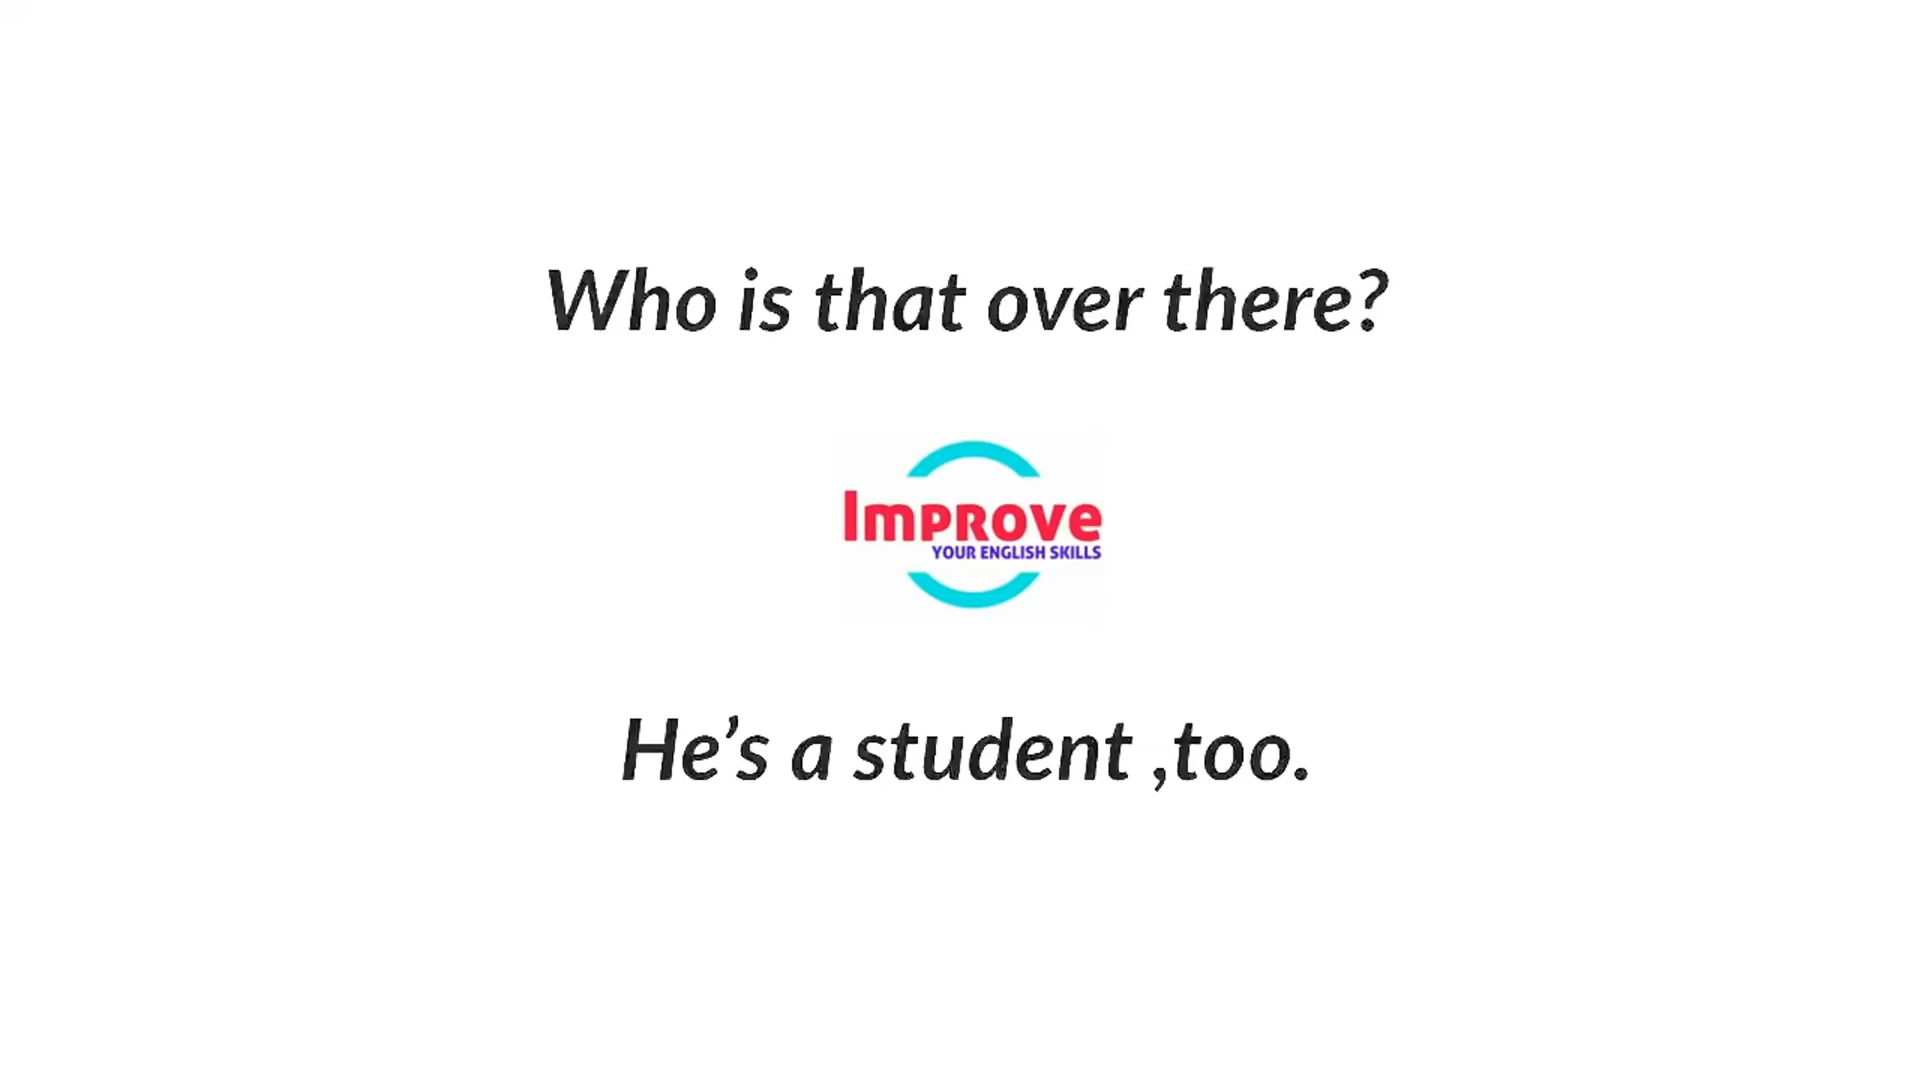 Who is that over there?
Improve
YOUR ENGLISH SKILLS
He’s a student ,too.